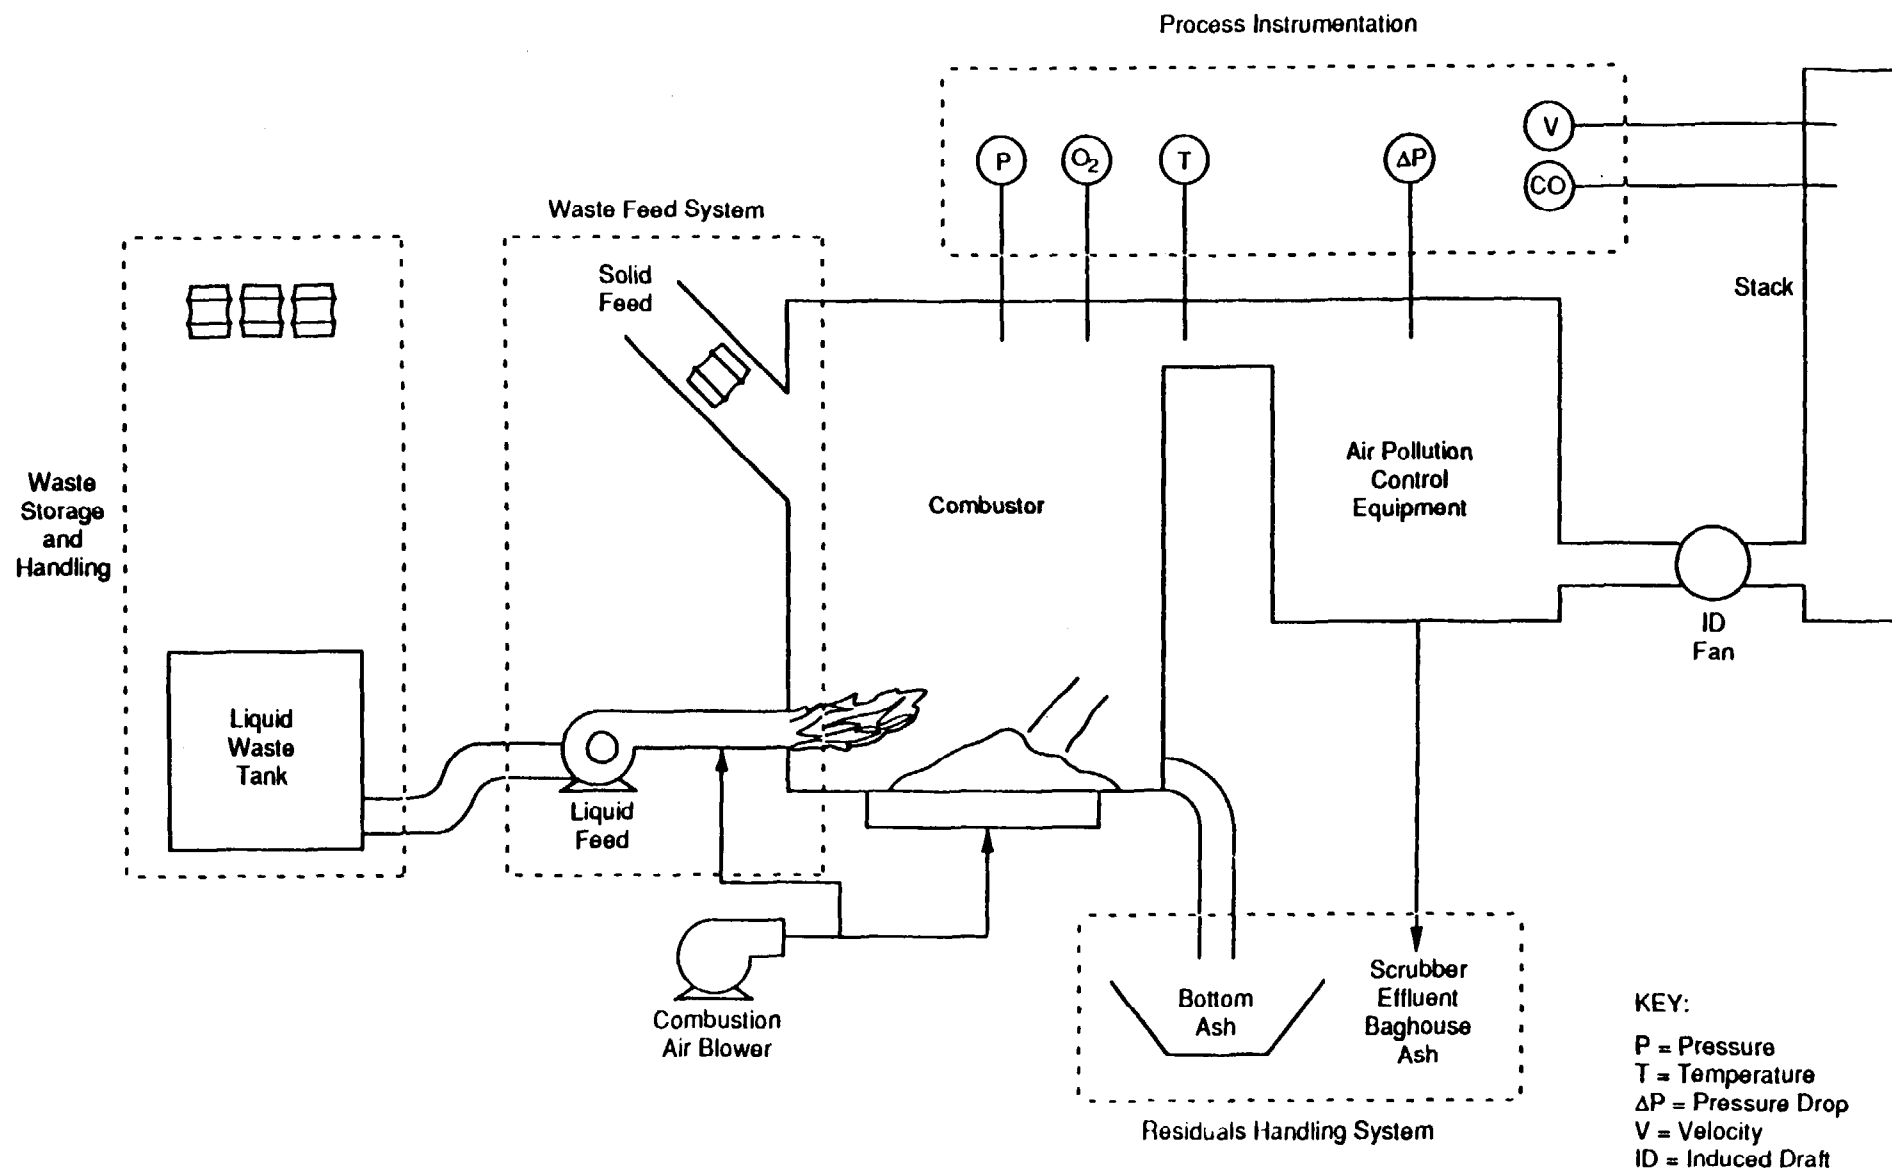 Process Instrumentation
P
O2
T
ΔP
V
CO
Waste Feed System
Solid
Feed
Stack
Waste
Storage
and
Handling
Combustor
Air Pollution
Control
Equipment
ID
Fan
Liquid
Waste
Tank
Liquid
Feed
Combustion
Air Blower
Bottom
Ash
Scrubber
Effluent
Baghouse
Ash
Residuals Handling System
KEY:
P = Pressure
T = Temperature
ΔP = Pressure Drop
V = Velocity
ID = Induced Draft